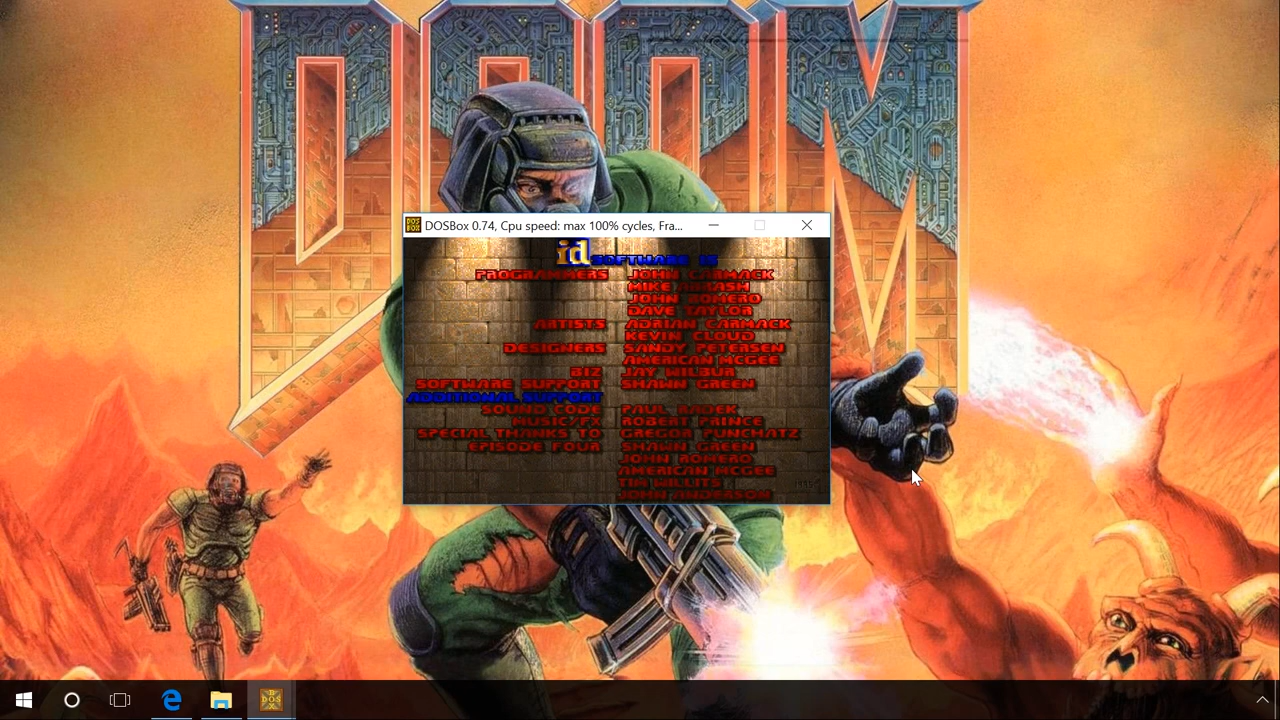 DOOM
DOSBox 0.74, Cpu speed: max 100% cycles, Fra...
id SOFTWARE IS
PROGRAMMERS JOHN CARMACK
MIKE ABRASH
JOHN ROMERO
DAVE TAYLOR
ARTISTS ADRIAN CARMACK
KEVIN CLOUD
DESIGNERS SANDY PETERSEN
AMERICAN MCGEE
BIZ JAY WILBUR
SOFTWARE SUPPORT SHAWN GREEN
ADDITIONAL SUPPORT
SOUND CODE PAUL RADEK
MUSIC/FX ROBERT PRINCE
SPECIAL THANKS TO GREGOR PUNCHATZ
EPISODE FOUR SHAWN GREEN
JOHN ROMERO
AMERICAN MCGEE
TIM WILLITS
JOHN ANDERSON